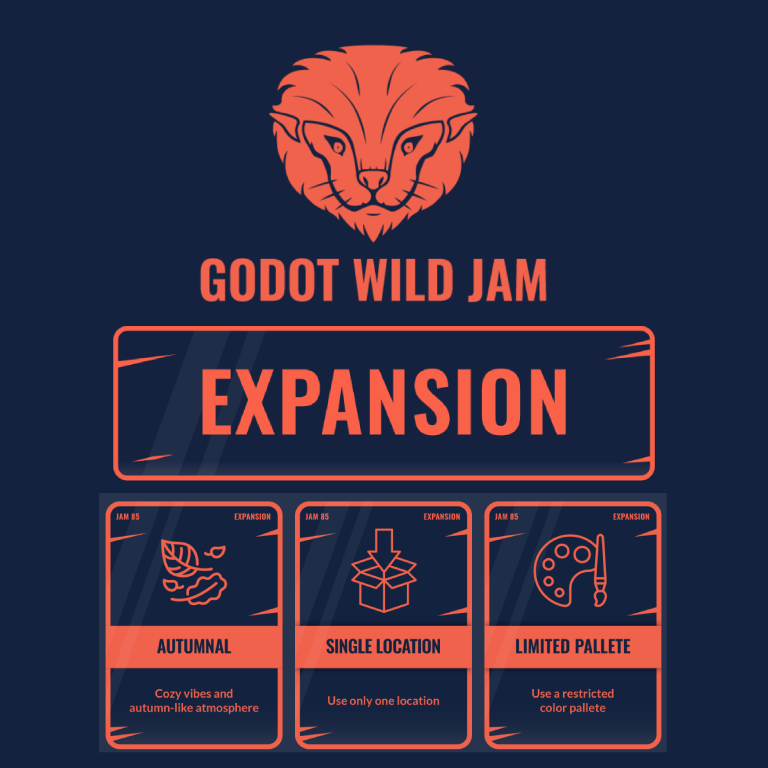 GODOT WILD JAM
EXPANSION
JAM 85 EXPANSION
AUTUMNAL
Cozy vibes and
autumn-like atmosphere
JAM 85 EXPANSION
SINGLE LOCATION
Use only one location
JAM 85 EXPANSION
LIMITED PALLETE
Use a restricted
color pallete